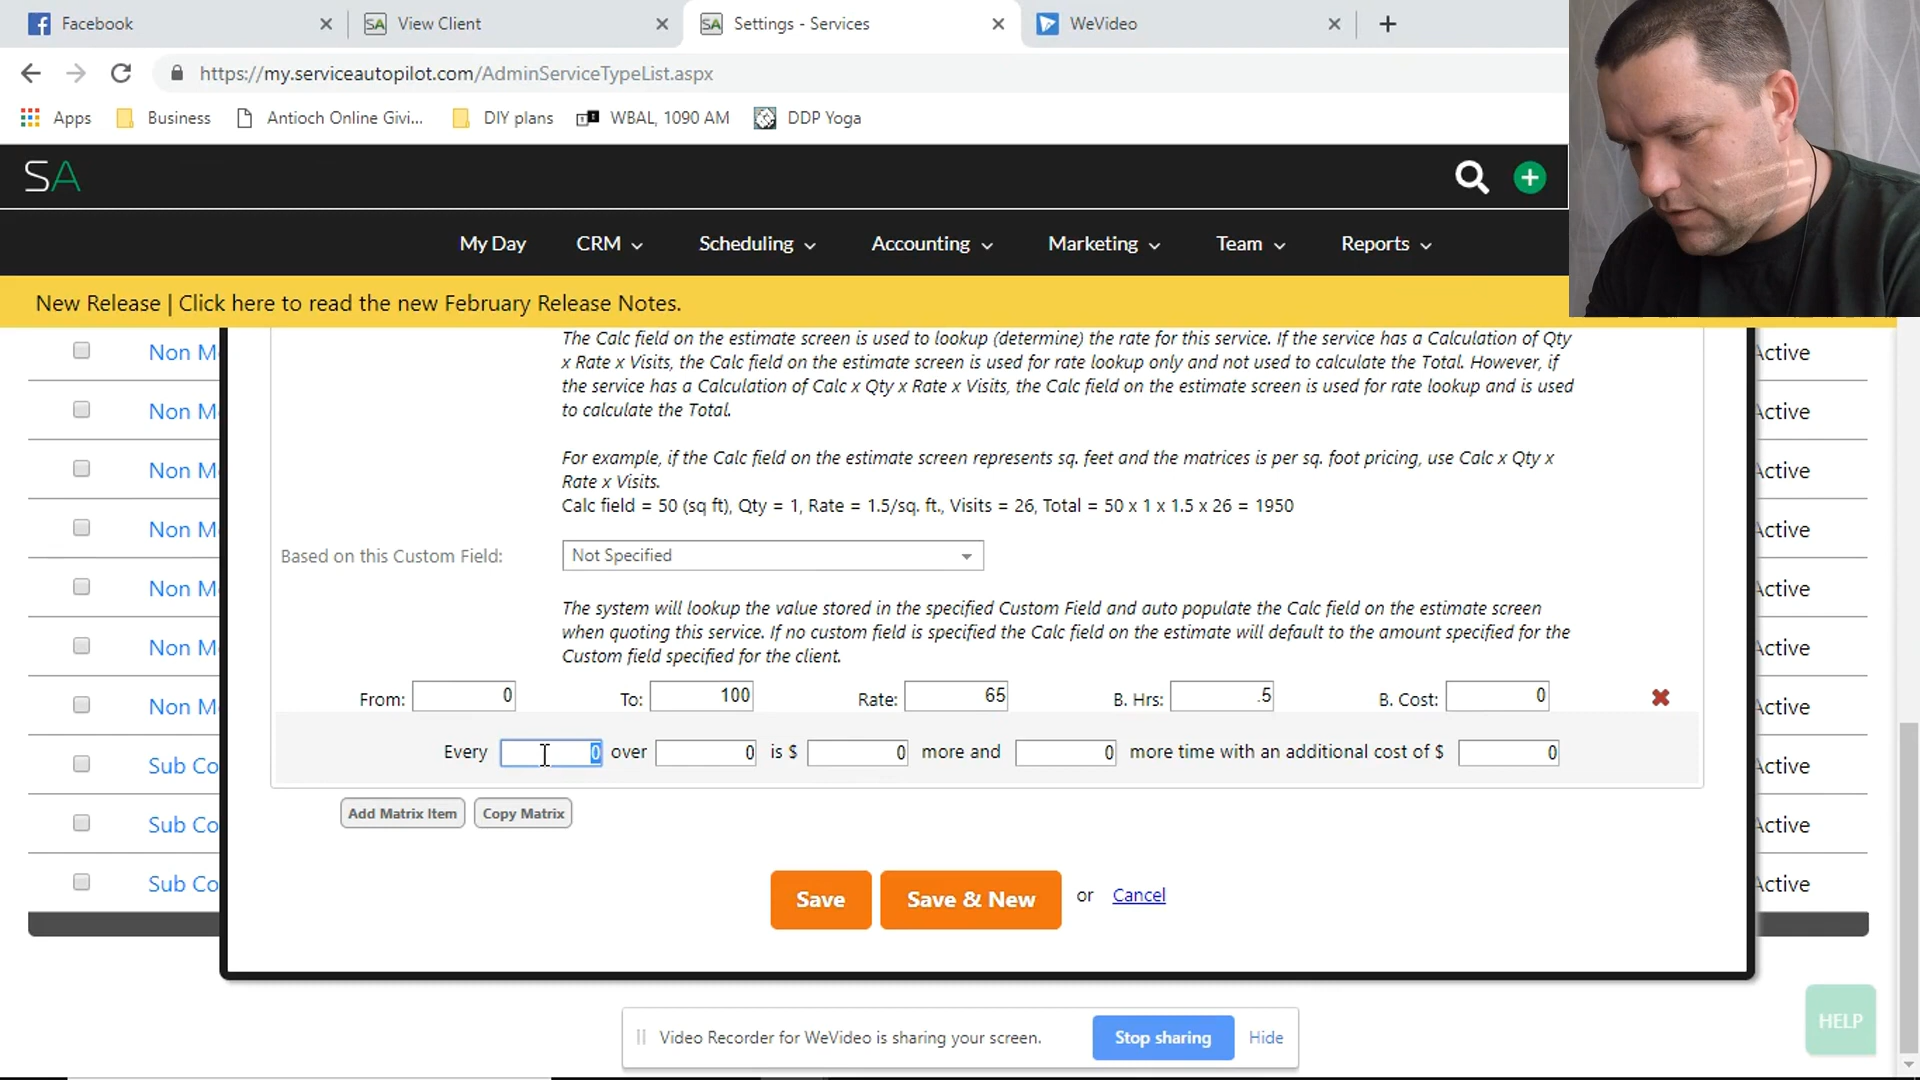 Facebook
View Client
Settings - Services
WeVideo
https://my.serviceautopilot.com/AdminServiceTypeList.aspx
Apps
Business
Antioch Online Givi...
DIY plans
WBAL, 1090 AM
DDP Yoga
SA
My Day
CRM
Scheduling
Accounting
Marketing
Team
Reports
New Release | Click here to read the new February Release Notes.
The Calc field on the estimate screen is used to lookup (determine) the rate for this service. If the service has a Calculation of Qty
x Rate x Visits, the Calc field on the estimate screen is used for rate lookup only and not used to calculate the Total. However, if
the service has a Calculation of Calc x Qty x Rate x Visits, the Calc field on the estimate screen is used for rate lookup and is used
to calculate the Total.
For example, if the Calc field on the estimate screen represents sq. feet and the matrices is per sq. foot pricing, use Calc x Qty x
Rate x Visits.
Calc field = 50 (sq ft), Qty = 1, Rate = 1.5/sq. ft., Visits = 26, Total = 50 x 1 x 1.5 x 26 = 1950
Based on this Custom Field: Not Specified
The system will lookup the value stored in the specified Custom Field and auto populate the Calc field on the estimate screen
when quoting this service. If no custom field is specified the Calc field on the estimate will default to the amount specified for the
Custom field specified for the client.
From: 0 To: 100 Rate: 65 B. Hrs: .5 B. Cost: 0
Every 0 over 0 is $ 0 more and 0 more time with an additional cost of $ 0
Add Matrix Item Copy Matrix
Save Save & New or Cancel
Non M
Non M
Non M
Non M
Non M
Non M
Non M
Sub Co
Sub Co
Sub Co
Active
Active
Active
Active
Active
Active
Active
Active
Active
Active
Video Recorder for WeVideo is sharing your screen. Stop sharing Hide
HELP